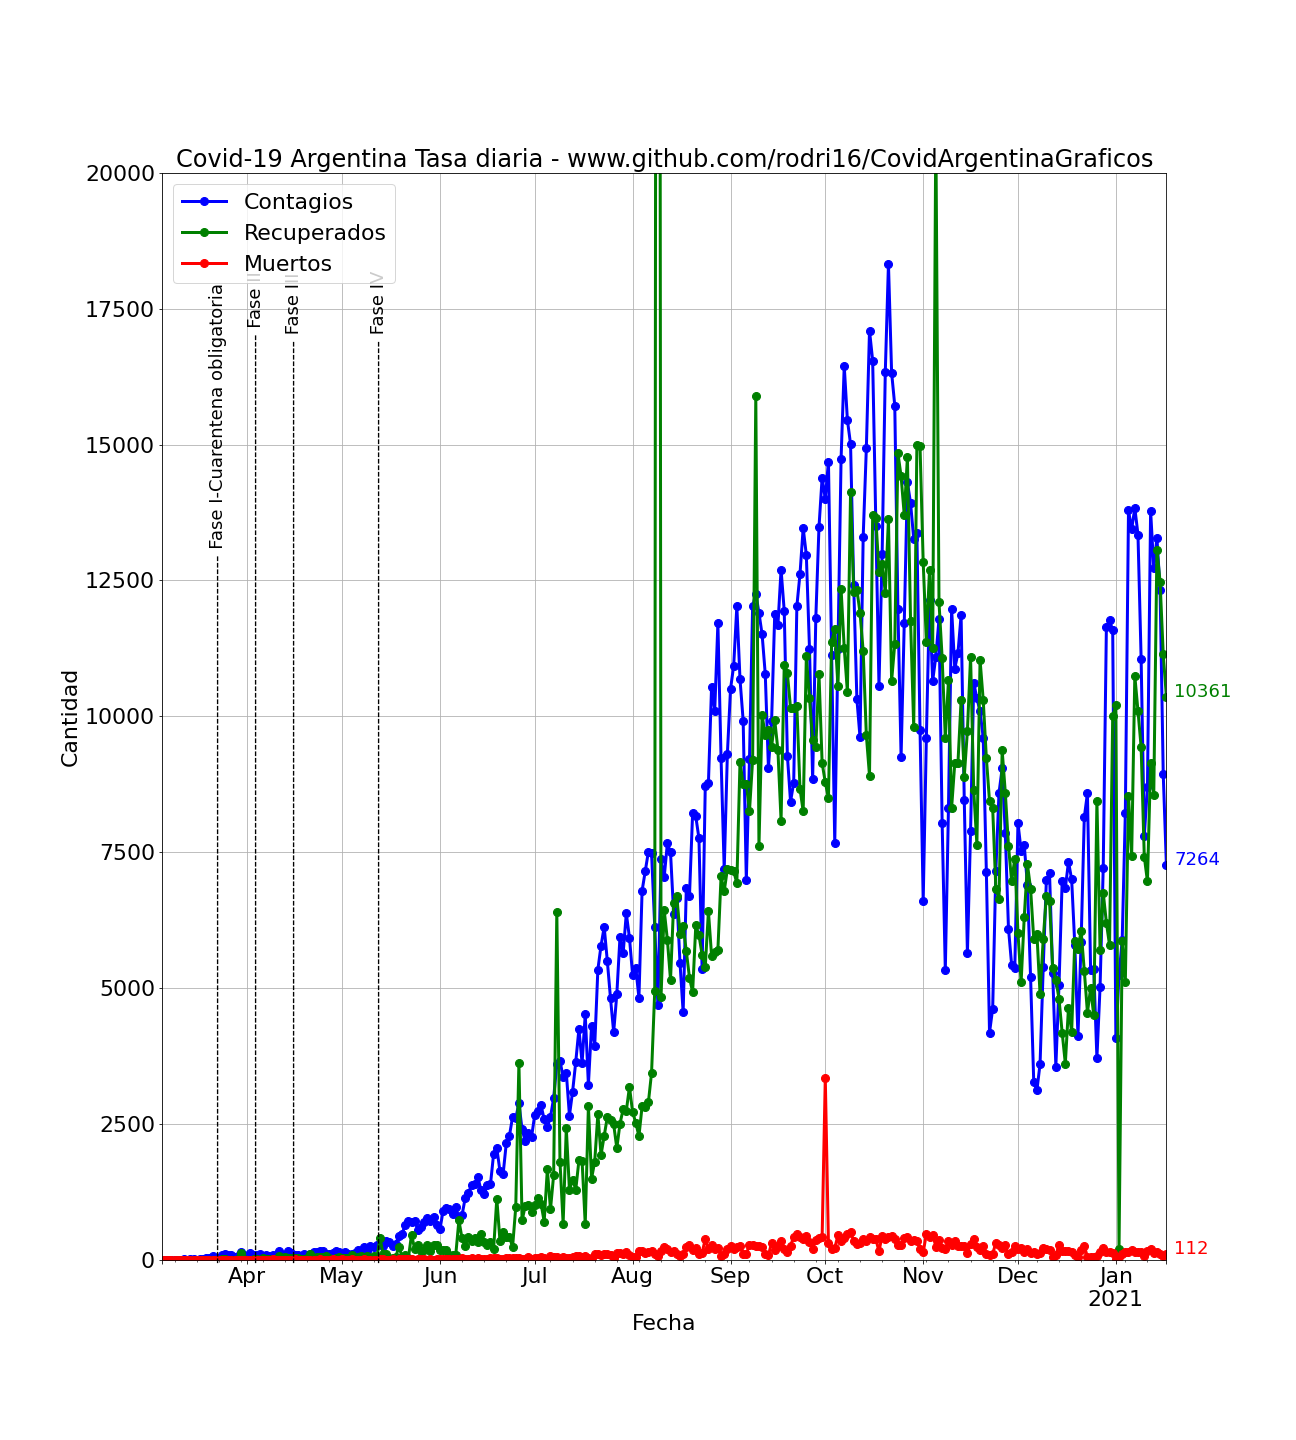 Covid-19 Argentina Tasa diaria - www.github.com/rodri16/CovidArgentinaGraficos
20000
17500
15000
12500
10000
7500
5000
2500
0
Cantidad
Contagios
Recuperados
Muertos
Fase I-Cuarentena obligatoria
Fase II
Fase III
Fase IV
10361
7264
112
Apr
May
Jun
Jul
Aug
Sep
Oct
Nov
Dec
Jan
2021
Fecha